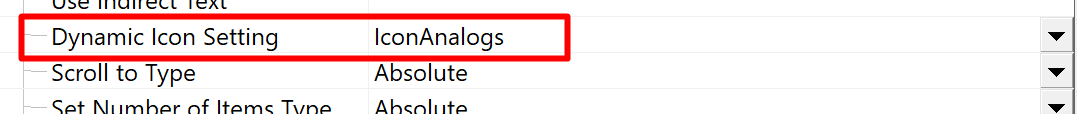 Use Indirect Text
Dynamic Icon Setting IconAnalogs
Scroll to Type Absolute
Set Number of Items Type Absolute